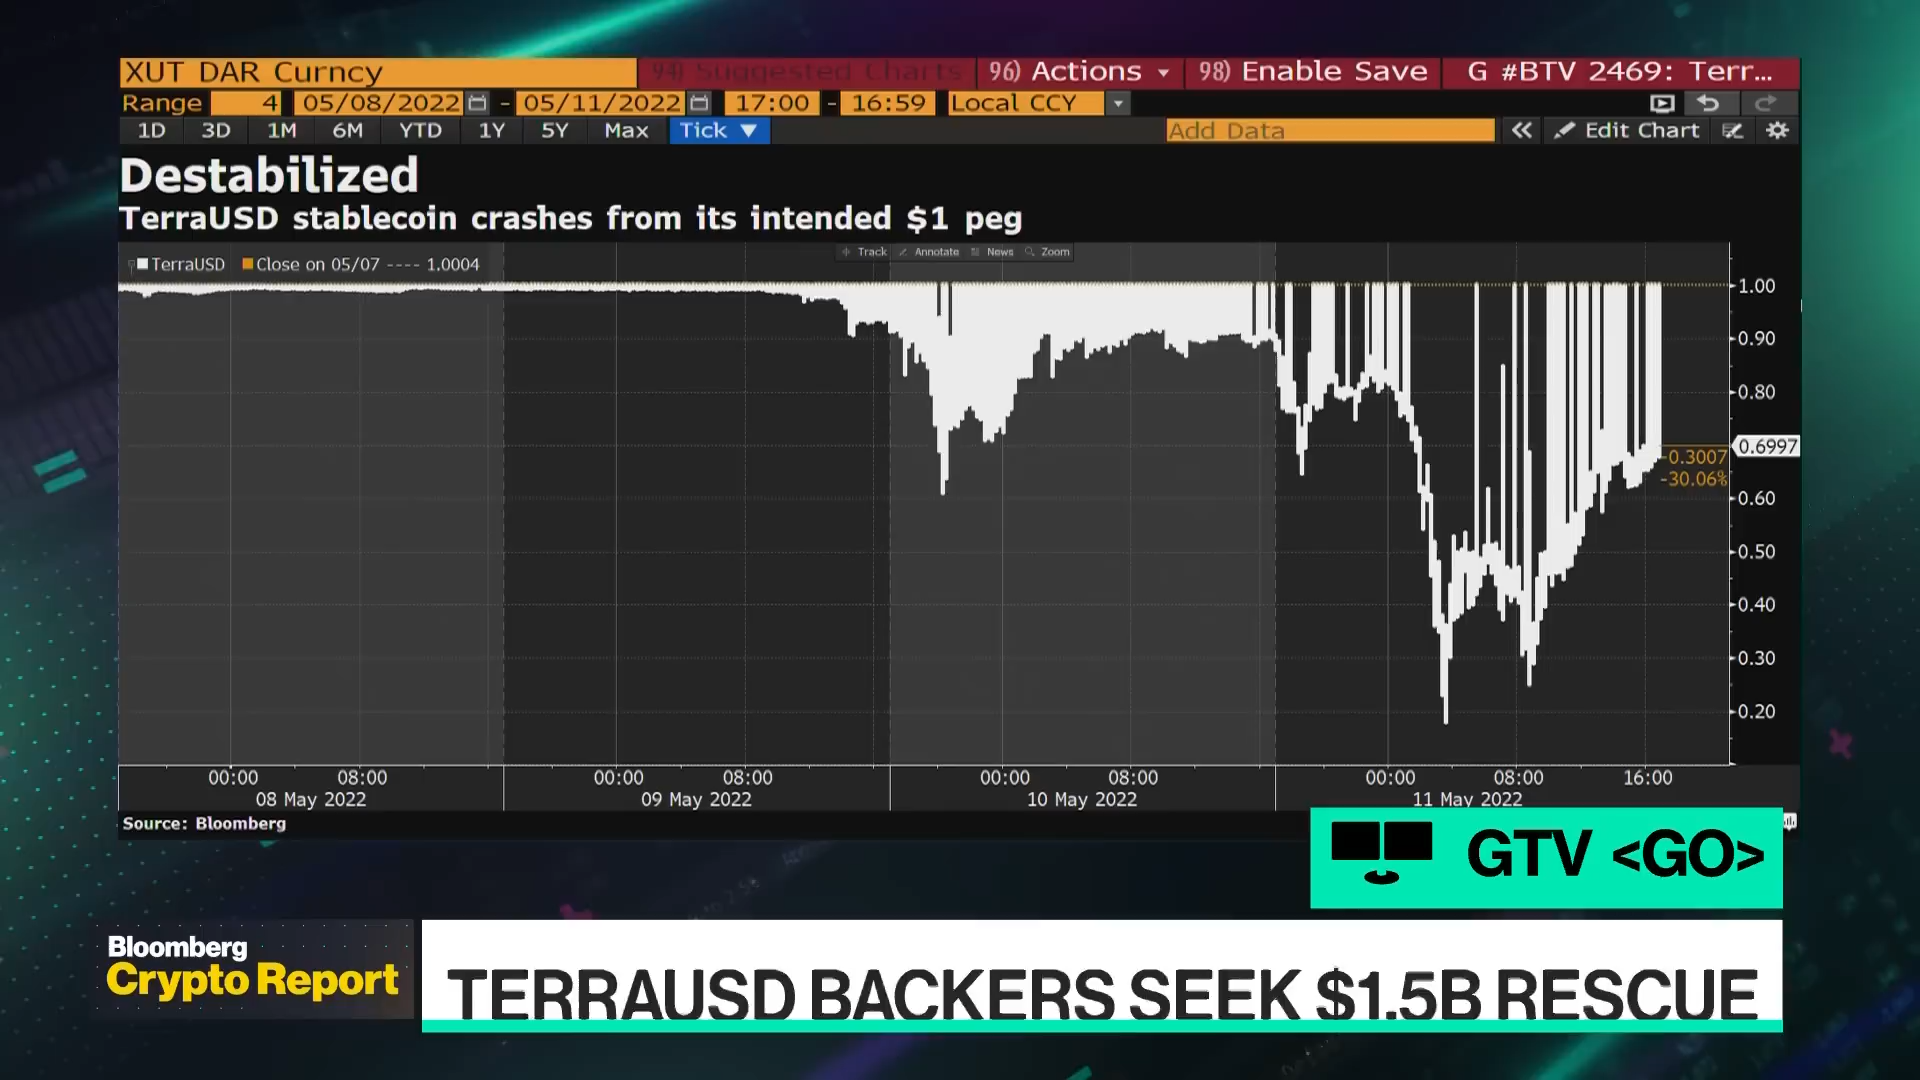 XUT DAR Curncy 94) Suggested Charts 96) Actions 98) Enable Save G #BTV 2469: Terr...
Range 4 05/08/2022 - 05/11/2022 17:00 - 16:59 Local CCY
1D 3D 1M 6M YTD 1Y 5Y Max Tick ▼ Add Data « Edit Chart
Destabilized
TerraUSD stablecoin crashes from its intended $1 peg
Track Annotate News Zoom
TerraUSD Close on 05/07 ---- 1.0004
1.00
0.90
0.80
0.6997
-0.3007
-30.06%
0.60
0.50
0.40
0.30
0.20
00:00 08:00 00:00 08:00 00:00 08:00 00:00 08:00 16:00
08 May 2022 09 May 2022 10 May 2022 11 May 2022
Source: Bloomberg
GTV <GO>
Bloomberg
Crypto Report
TERRAUSD BACKERS SEEK $1.5B RESCUE